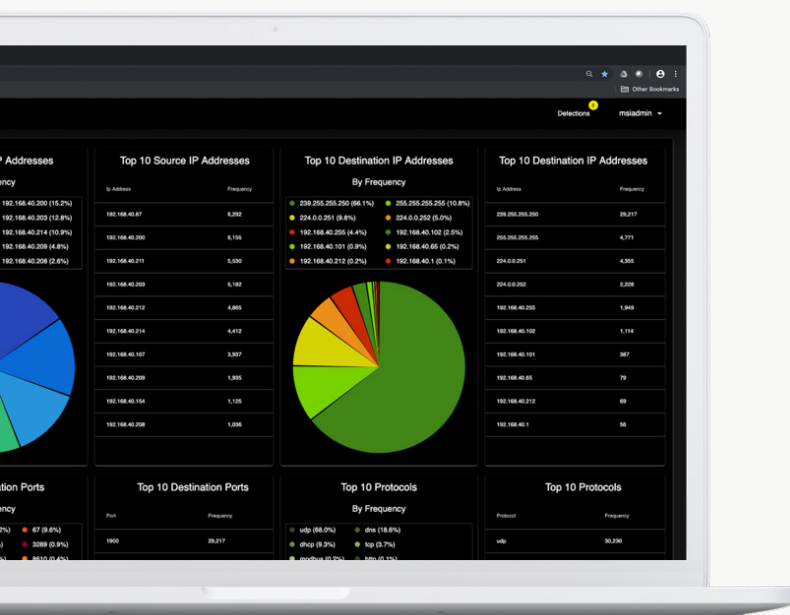 Other Bookmarks
Detections
msiadmin
P Addresses
ency
192.168.40.200 (15.2%)
192.168.40.203 (12.8%)
192.168.40.214 (10.9%)
192.168.40.209 (4.8%)
192.168.40.208 (2.6%)
Top 10 Source IP Addresses
Ip Address Frequency
192.168.40.87 6,292
192.168.40.200 6,155
192.168.40.211 5,530
192.168.40.203 5,182
192.168.40.212 4,865
192.168.40.214 4,412
192.168.40.107 3,937
192.168.40.209 1,935
192.168.40.154 1,125
192.168.40.208 1,036
Top 10 Destination IP Addresses
By Frequency
239.255.255.250 (66.1%) 255.255.255.255 (10.8%)
224.0.0.251 (9.8%) 224.0.0.252 (5.0%)
192.168.40.255 (4.4%) 192.168.40.102 (2.5%)
192.168.40.101 (0.9%) 192.168.40.65 (0.2%)
192.168.40.212 (0.2%) 192.168.40.1 (0.1%)
Top 10 Destination IP Addresses
Ip Address Frequency
239.255.255.250 29,217
255.255.255.255 4,771
224.0.0.251 4,355
224.0.0.252 2,228
192.168.40.255 1,949
192.168.40.102 1,114
192.168.40.101 387
192.168.40.65 79
192.168.40.212 69
192.168.40.1 56
ation Ports
ency
2%) 67 (9.6%)
3289 (0.9%)
8610 (0.4%)
Top 10 Destination Ports
Port Frequency
1900 29,217
Top 10 Protocols
By Frequency
udp (68.0%) dns (18.6%)
dhcp (9.3%) tcp (3.7%)
modbus (0.2%) http (0.1%)
Top 10 Protocols
Protocol Frequency
udp 30,230